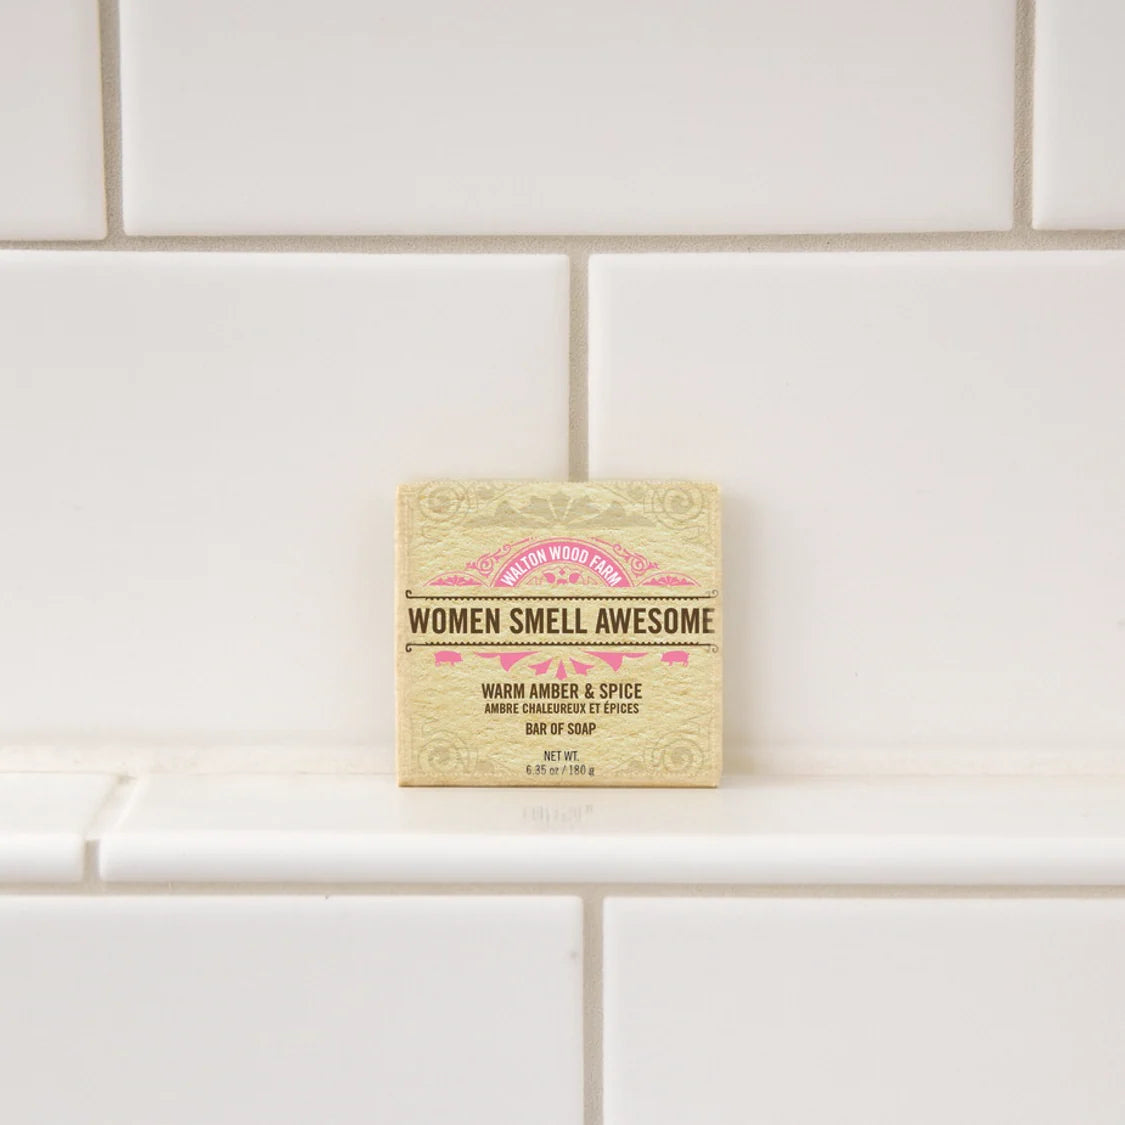 WALTON WOOD FARM
WOMEN SMELL AWESOME
WARM AMBER & SPICE
AMBRE CHALEUREUX ET ÉPICES
BAR OF SOAP
NET WT.
6.35 oz / 180 g